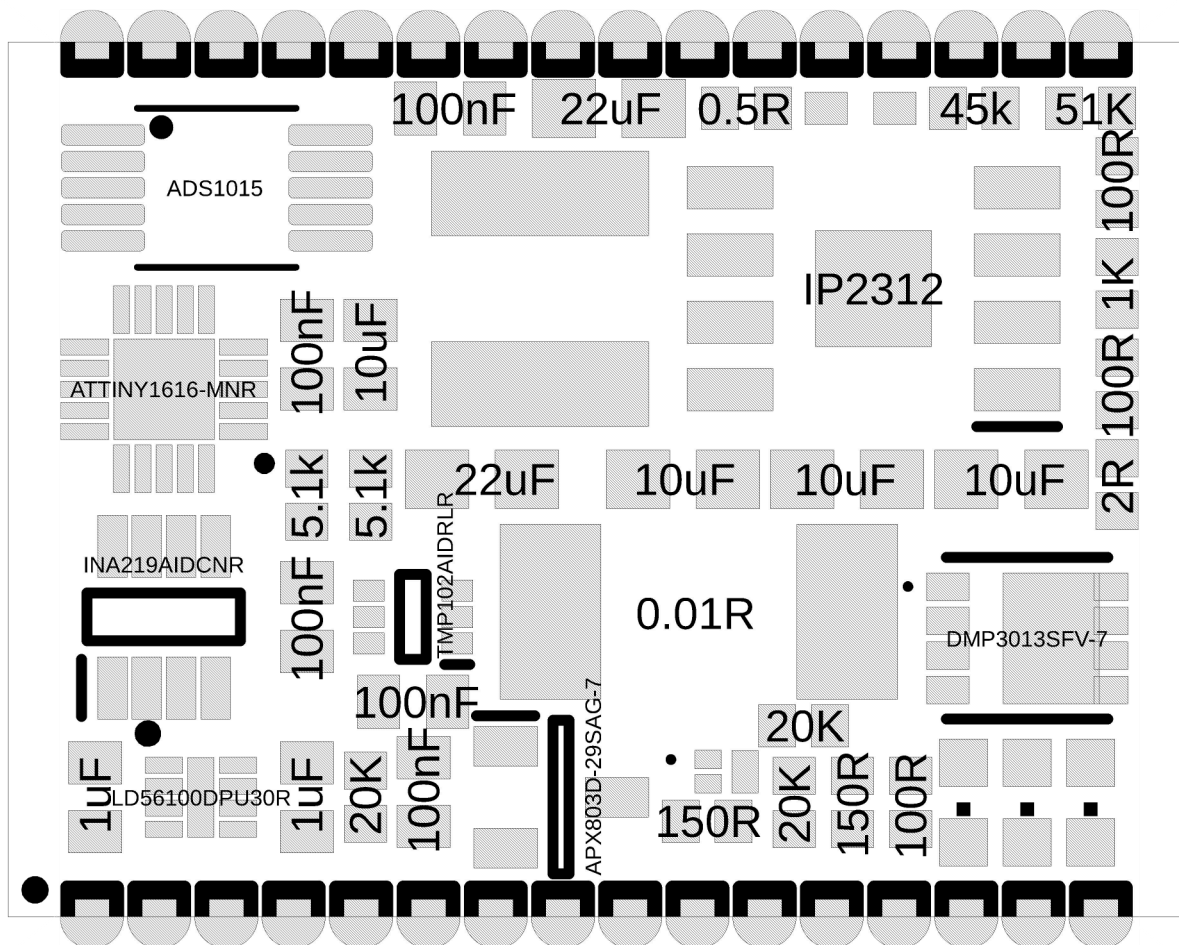 100nF 22uF 0.5R 45k 51K
100R
ADS1015
IP2312
1K
100nF
10uF
100R
ATTINY1616-MNR
5.1k
5.1k
22uF 10uF 10uF 10uF
2R
INA219AIDCNR
100nF
TMP102AIDRLR
0.01R
DMP3013SFV-7
100nF
20K
1uF
LD56100DPU30R
1uF
20K
100nF
APX803D-29SAG-7
150R
20K
150R
100R